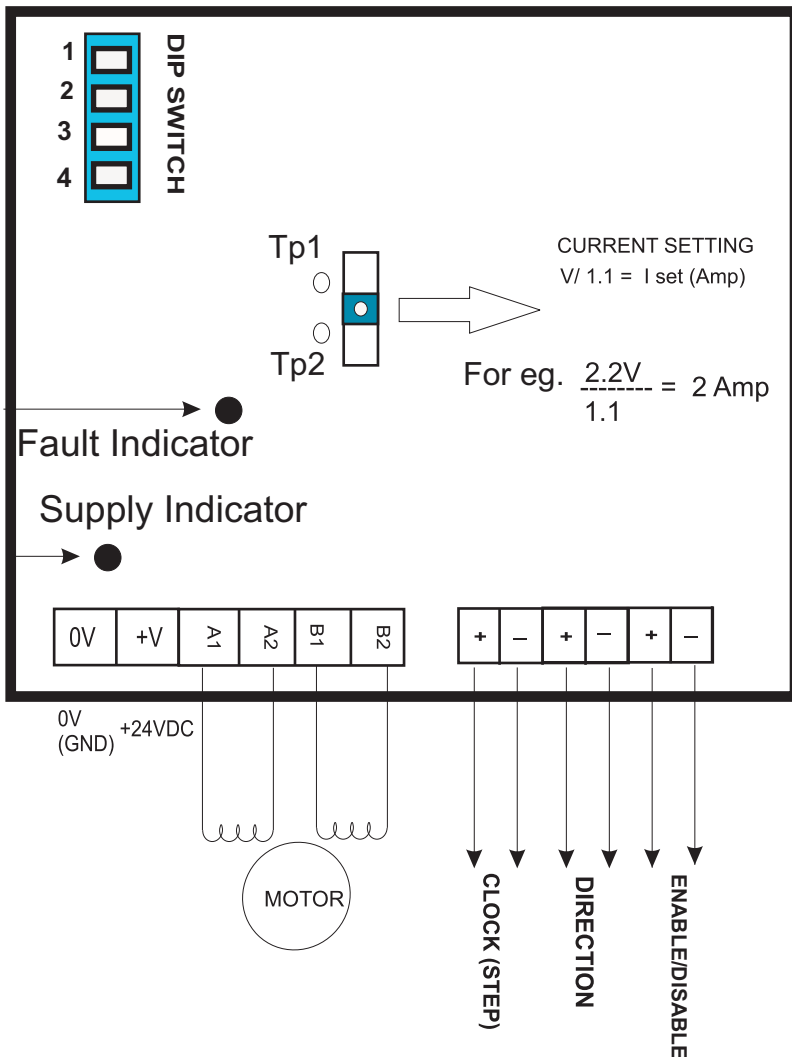 1
2
3
4
DIP SWITCH
Tp1
Tp2
CURRENT SETTING
V/ 1.1 = I set (Amp)
For eg. 2.2V
--------- = 2 Amp
1.1
Fault Indicator
Supply Indicator
0V +V A1 A2 B1 B2
+ – + – + –
0V
(GND) +24VDC
MOTOR
CLOCK (STEP)
DIRECTION
ENABLE/DISABLE